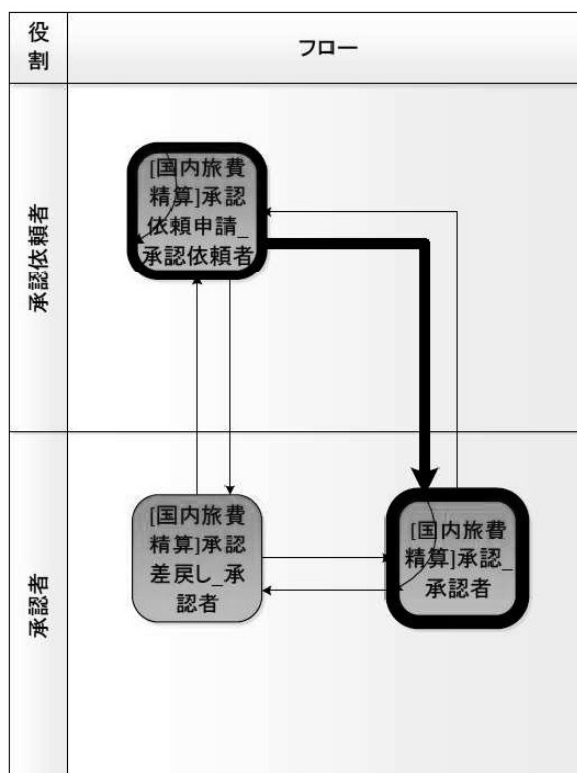 役
割
フロー
承認依頼者
[国内旅費
精算]承認
依頼申請_
承認依頼者
承認者
[国内旅費
精算]承認
差戻し_承
認者
[国内旅費
精算]承認_
承認者